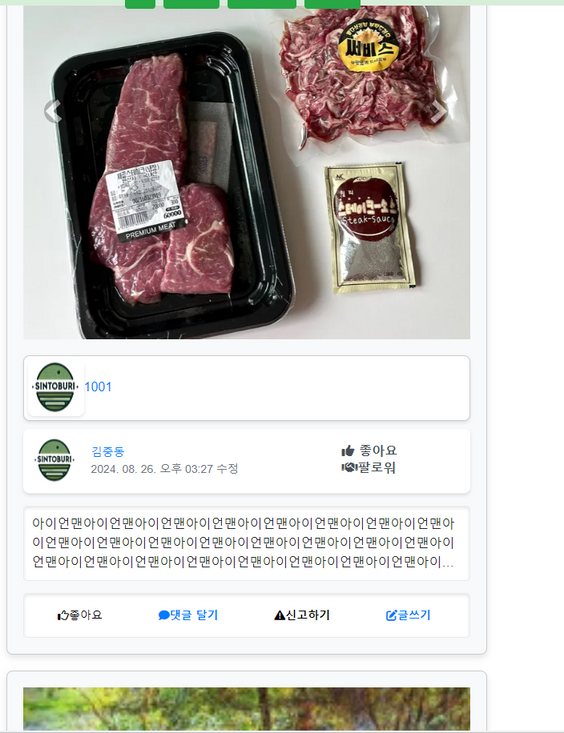 써비스
PREMIUM MEAT
스테이크소스
Steak-Sauce
SINTOBURI
1001
SINTOBURI
김중동
2024. 08. 26. 오후 03:27 수정
좋아요
팔로워
아이언맨아이언맨아이언맨아이언맨아이언맨아이언맨아이언맨아이언맨아
이언맨아이언맨아이언맨아이언맨아이언맨아이언맨아이언맨아이언맨아이
언맨아이언맨아이언맨아이언맨아이언맨아이언맨아이언맨아이언맨아이...
좋아요
댓글 달기
신고하기
글쓰기